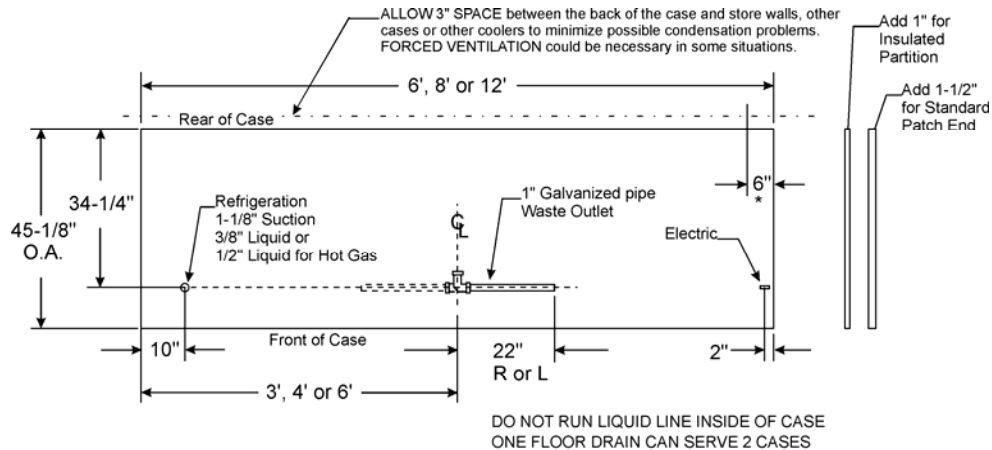 ALLOW 3" SPACE between the back of the case and store walls, other
cases or other coolers to minimize possible condensation problems.
FORCED VENTILATION could be necessary in some situations.
Add 1" for
Insulated
Partition
6', 8' or 12'
Add 1-1/2"
for Standard
Patch End
Rear of Case
34-1/4"
45-1/8"
O.A.
Refrigeration
1-1/8" Suction
3/8" Liquid or
1/2" Liquid for Hot Gas
CL
1" Galvanized pipe
Waste Outlet
6"
*
Electric
Front of Case
10"
22"
R or L
2"
3', 4' or 6'
DO NOT RUN LIQUID LINE INSIDE OF CASE
ONE FLOOR DRAIN CAN SERVE 2 CASES